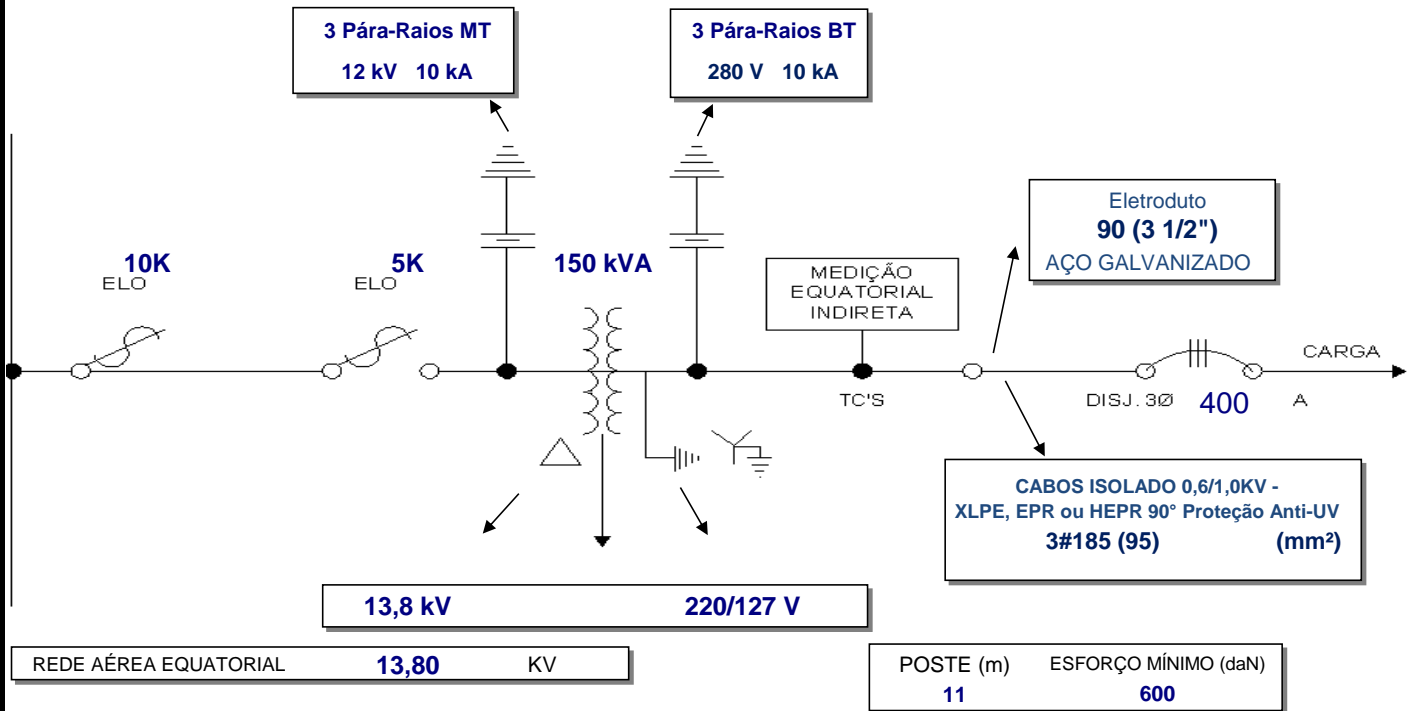 3 Pára-Raios MT
12 kV 10 kA
3 Pára-Raios BT
280 V 10 kA
Eletroduto
90 (3 1/2")
AÇO GALVANIZADO
10K
ELO
5K
ELO
150 kVA
MEDIÇÃO
EQUATORIAL
INDIRETA
TC'S
DISJ. 3Ø 400 A
CARGA
CABOS ISOLADO 0,6/1,0KV -
XLPE, EPR ou HEPR 90° Proteção Anti-UV
3#185 (95) (mm²)
13,8 kV 220/127 V
REDE AÉREA EQUATORIAL 13,80 KV
POSTE (m) ESFORÇO MÍNIMO (daN)
11 600